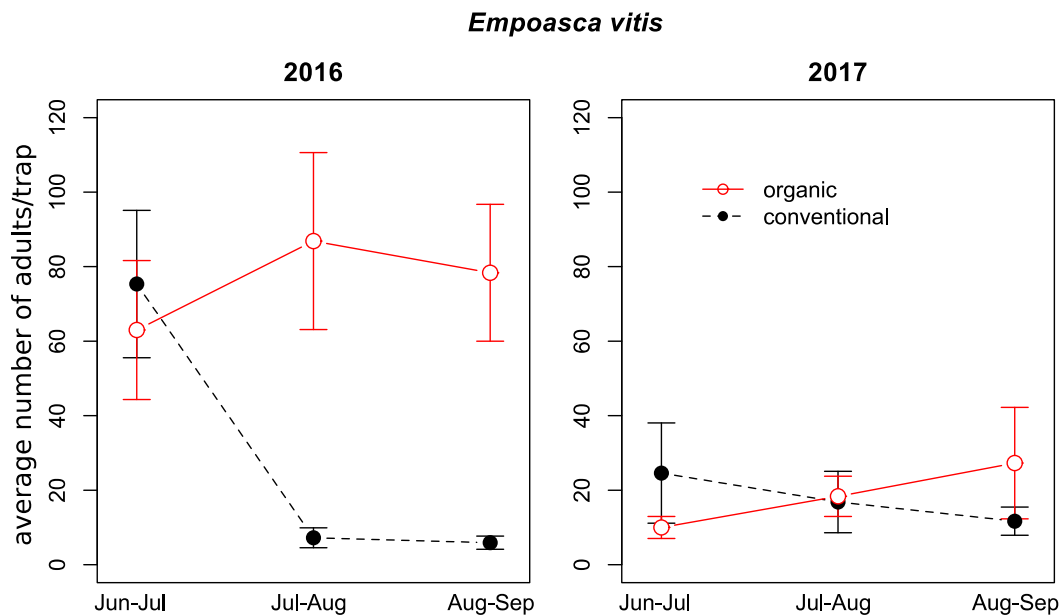 Empoasca vitis
2016
2017
average number of adults/trap
120
100
80
60
40
20
0
Jun-Jul
Jul-Aug
Aug-Sep
120
100
80
60
40
20
0
organic
conventional
Jun-Jul
Jul-Aug
Aug-Sep